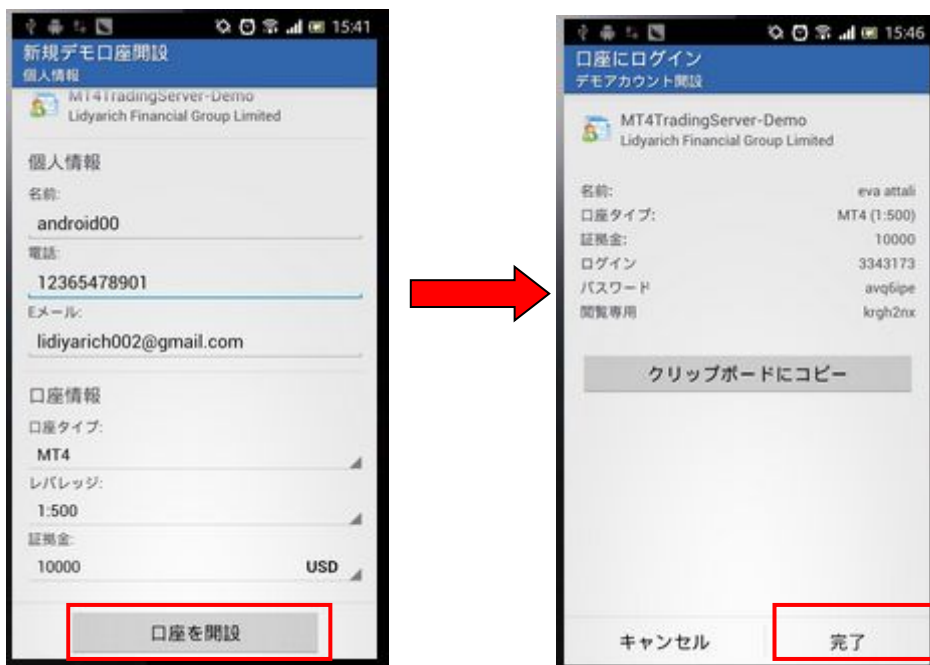 15:41
新規デモ口座開設
個人情報
MT4TradingServer-Demo
Lidyarich Financial Group Limited
個人情報
名前:
android00
電話:
12365478901
Eメール:
lidiyarich002@gmail.com
口座情報
口座タイプ:
MT4
レバレッジ:
1:500
証拠金:
10000 USD
口座を開設
15:46
口座にログイン
デモアカウント開設
MT4TradingServer-Demo
Lidyarich Financial Group Limited
名前: eva attali
口座タイプ: MT4 (1:500)
証拠金: 10000
ログイン 3343173
パスワード avq6ipe
閲覧専用 krgh2nx
クリップボードにコピー
キャンセル 完了